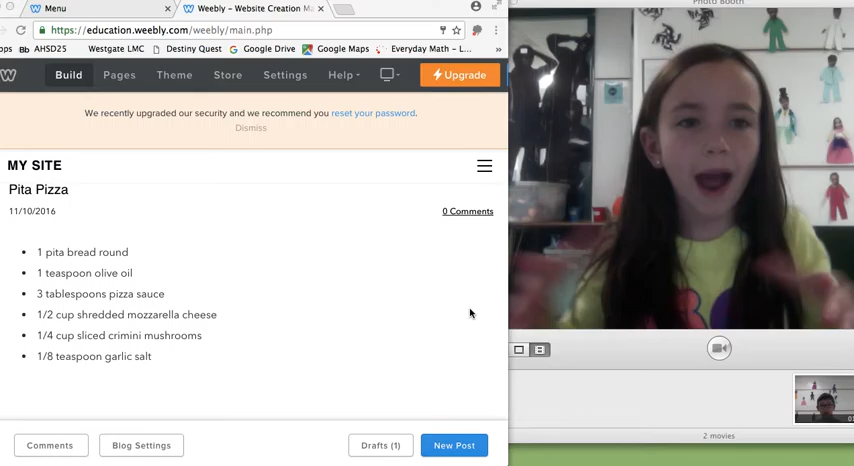 Photo Booth
Menu
Weebly - Website Creation Ma
https://education.weebly.com/weebly/main.php
pps Bb AHSD25 Westgate LMC Destiny Quest Google Drive Google Maps Everyday Math – L...
Build Pages Theme Store Settings Help Upgrade
We recently upgraded our security and we recommend you reset your password.
Dismiss
MY SITE
Pita Pizza
11/10/2016 0 Comments
• 1 pita bread round
• 1 teaspoon olive oil
• 3 tablespoons pizza sauce
• 1/2 cup shredded mozzarella cheese
• 1/4 cup sliced crimini mushrooms
• 1/8 teaspoon garlic salt
Comments Blog Settings Drafts (1) New Post
2 movies